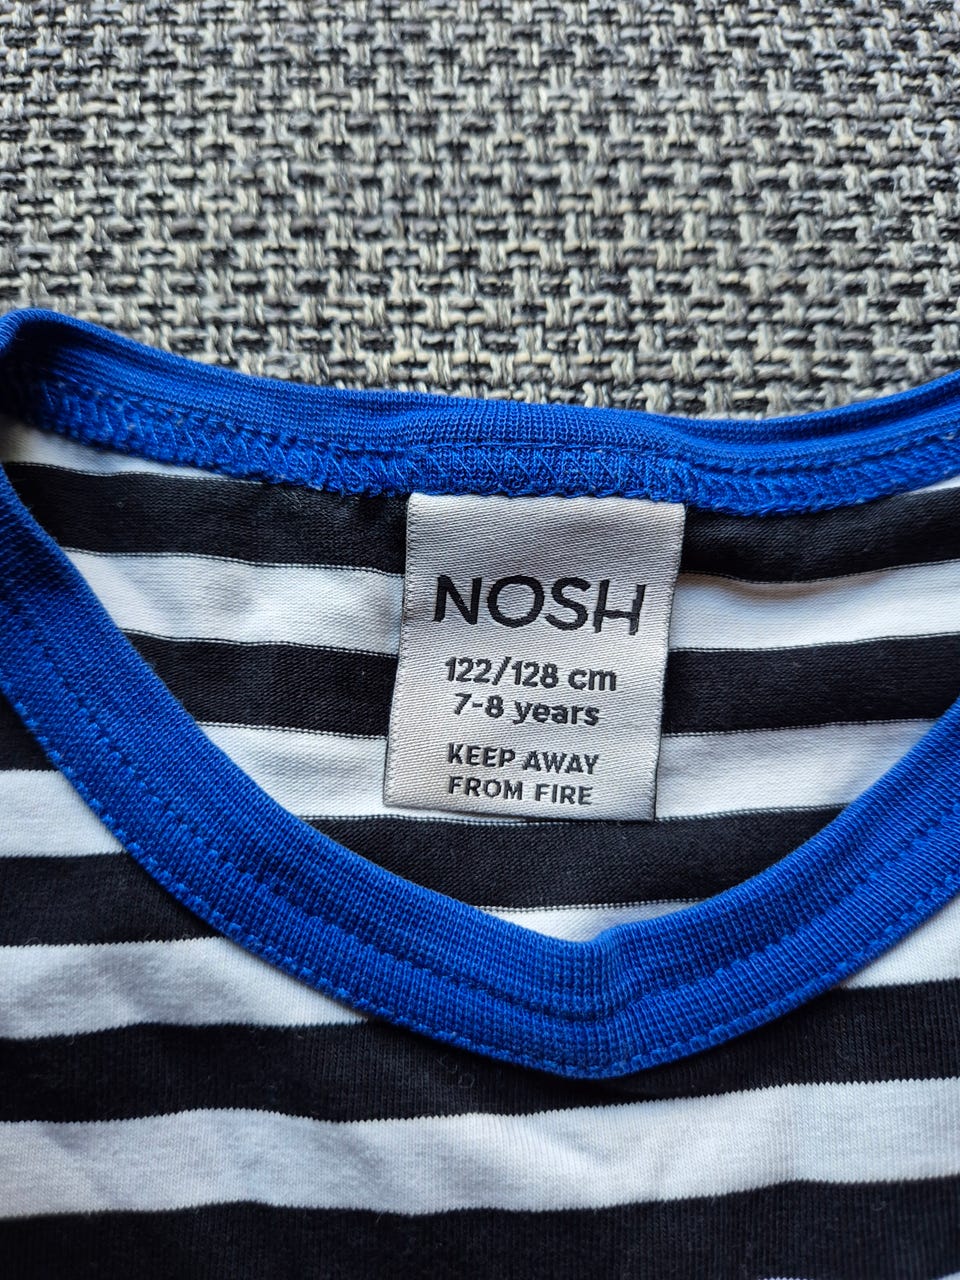 NOSH
122/128 cm
7-8 years
KEEP AWAY
FROM FIRE